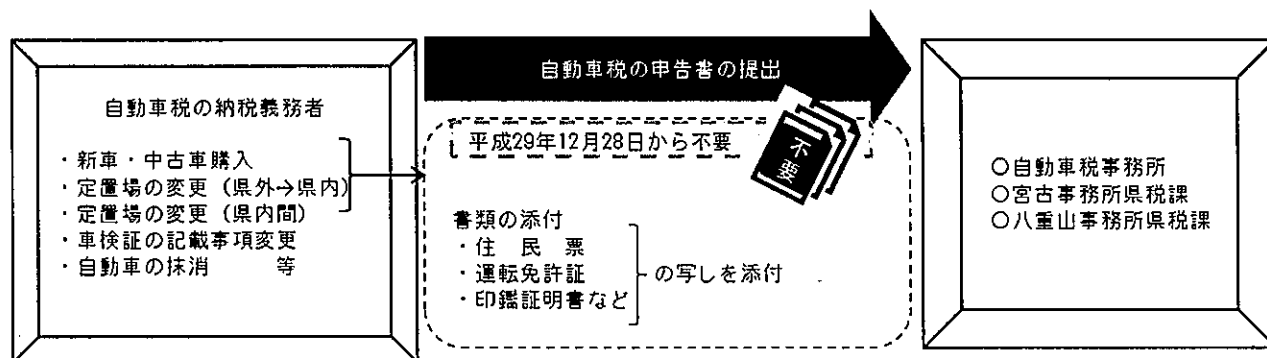 自動車税の納税義務者
・新車・中古車購入
・定置場の変更（県外→県内）
・定置場の変更（県内間）
・車検証の記載事項変更
・自動車の抹消　　等
自動車税の申告書の提出
平成29年12月28日から不要
不要
書類の添付
・住　民　票
・運転免許証
・印鑑証明書など
の写しを添付
○自動車税事務所
○宮古事務所県税課
○八重山事務所県税課